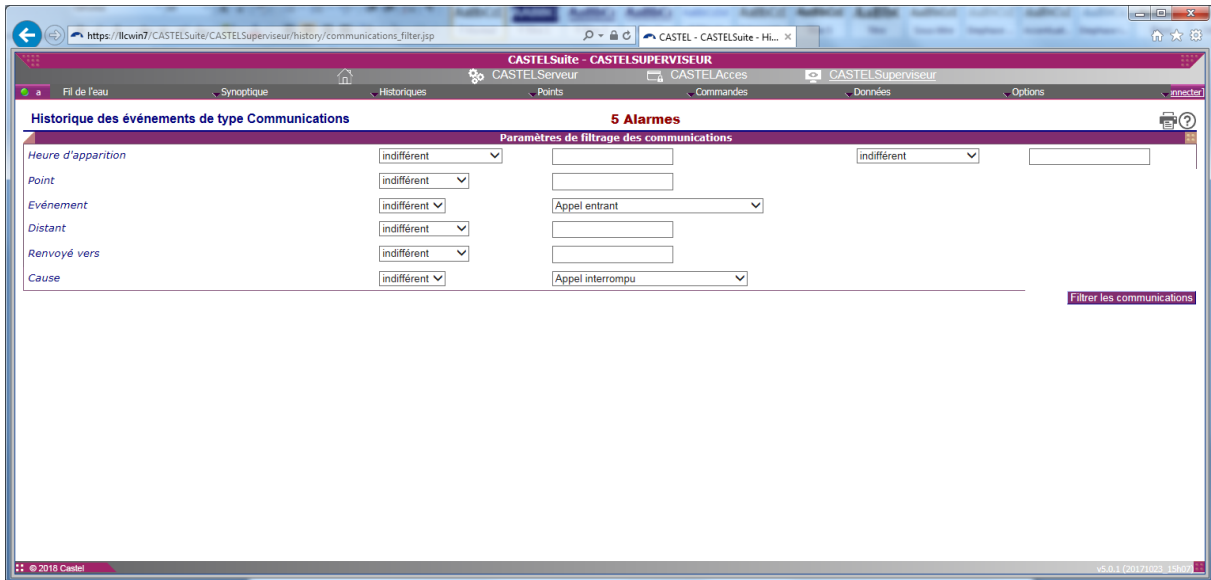 https://llcwin7/CASTELSuite/CASTELSuperviseur/history/communications_filter.jsp
CASTEL - CASTELSuite - Hi...
CASTELSuite - CASTELSUPERVISEUR
CASTELServeur CASTELAcces CASTELSuperviseur
a Fil de l'eau Synoptique Historiques Points Commandes Données Options nnecter]
Historique des événements de type Communications 5 Alarmes
Paramètres de filtrage des communications
Heure d'apparition indifférent indifférent
Point indifférent
Evénement indifférent Appel entrant
Distant indifférent
Renvoyé vers indifférent
Cause indifférent Appel interrompu
Filtrer les communications
© 2018 Castel v5.0.1 (20171023_15h07)